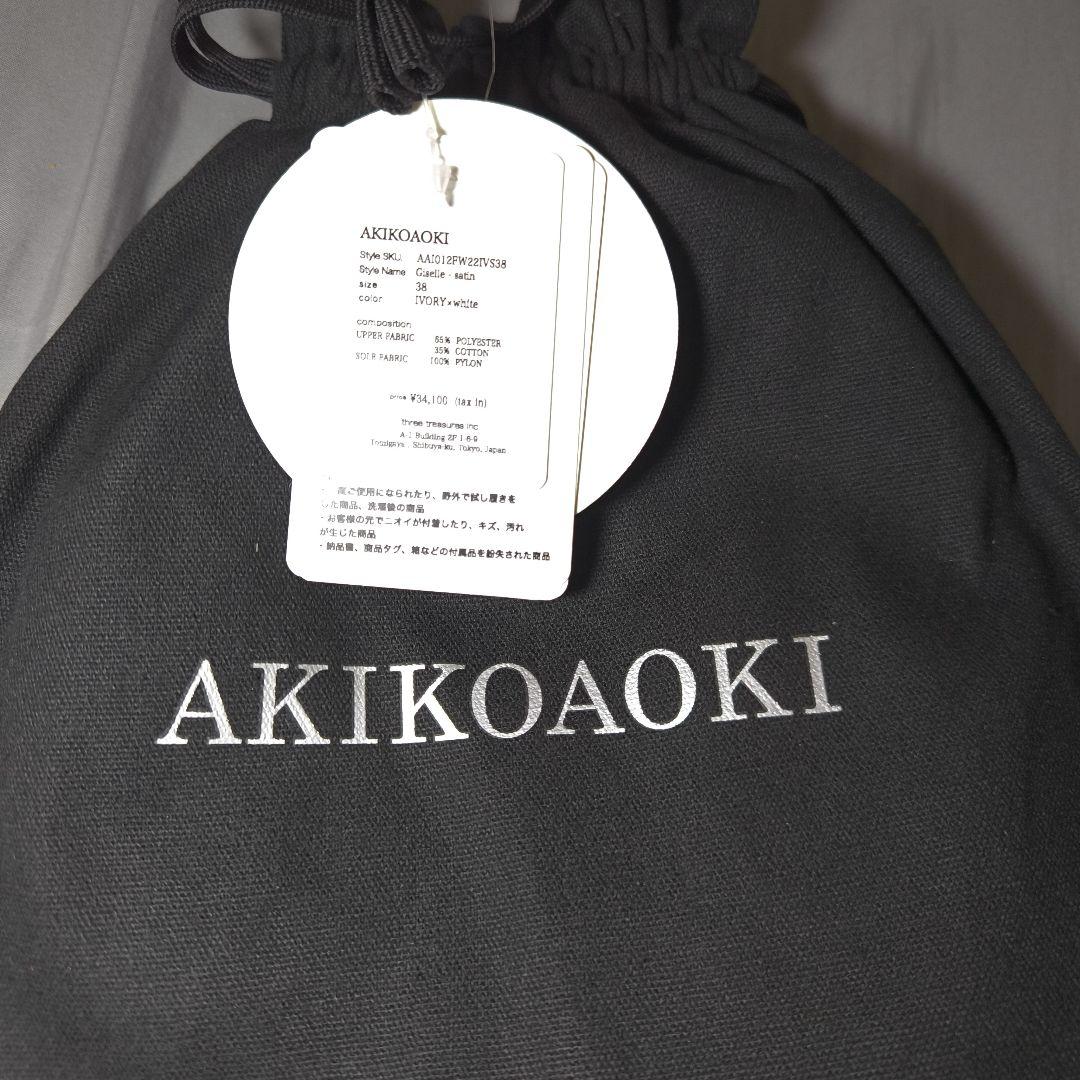 AKIKOAOKI
Style SKU. AAI012FW22IVS38
Style Name Giselle - satin
size 38
color IVORY×white
composition
UPPER FABRIC 65% POLYESTER
35% COTTON
SOLE FABRIC 100% PYLON
price ¥34,100 (tax in)
three treasures inc
A-1 Building 2F 1-6-9
Tomigaya, Shibuya-ku, Tokyo, Japan
ご使用になられたり、野外で試し履きを
した商品、洗濯後の商品
・お客様の元でニオイが付着したり、キズ、汚れ
が生じた商品
・納品書、商品タグ、箱などの付属品を紛失された商品
AKIKOAOKI